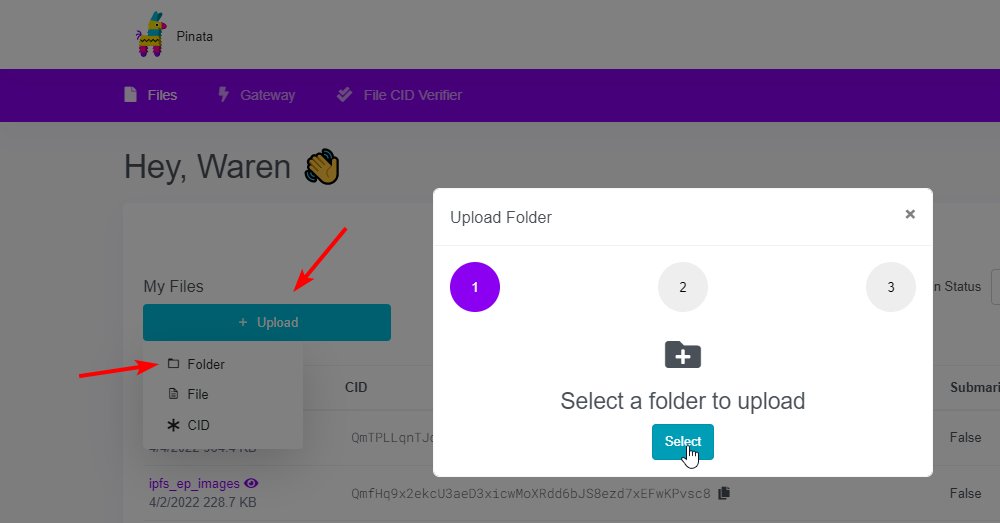 Pinata
Files Gateway File CID Verifier
Hey, Waren
Upload Folder
×
1 2 3
My Files
Status
+ Upload
Folder
File
CID
CID
Submari
Select a folder to upload
Select
QmTPLLqnTJ
False
4/4/2022 964.4 KB
ipfs_ep_images
QmfHq9x2ekcU3aeD3xicwMoXRdd6bJS8ezd7xEFwKPvsc8
False
4/2/2022 228.7 KB